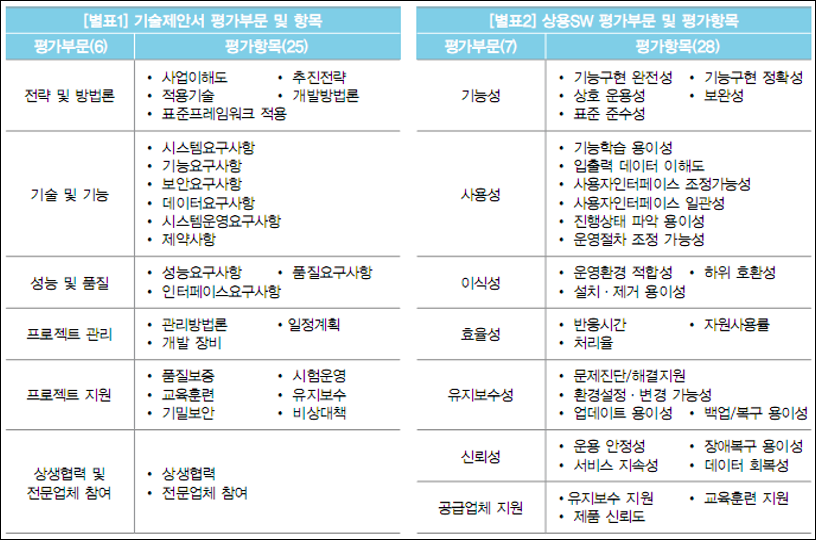 [별표1] 기술제안서 평가부문 및 항목
평가부문(6) 평가항목(25)
전략 및 방법론
• 사업이해도 • 추진전략
• 적용기술 • 개발방법론
• 표준프레임워크 적용
기술 및 기능
• 시스템요구사항
• 기능요구사항
• 보안요구사항
• 데이터요구사항
• 시스템운영요구사항
• 제약사항
성능 및 품질
• 성능요구사항 • 품질요구사항
• 인터페이스요구사항
프로젝트 관리
• 관리방법론 • 일정계획
• 개발 장비
프로젝트 지원
• 품질보증 • 시험운영
• 교육훈련 • 유지보수
• 기밀보안 • 비상대책
상생협력 및
전문업체 참여
• 상생협력
• 전문업체 참여
[별표2] 상용SW 평가부문 및 평가항목
평가부문(7) 평가항목(28)
기능성
• 기능구현 완전성 • 기능구현 정확성
• 상호 운용성 • 보완성
• 표준 준수성
사용성
• 기능학습 용이성
• 입출력 데이터 이해도
• 사용자인터페이스 조정가능성
• 사용자인터페이스 일관성
• 진행상태 파악 용이성
• 운영절차 조정 가능성
이식성
• 운영환경 적합성 • 하위 호환성
• 설치·제거 용이성
효율성
• 반응시간 • 자원사용률
• 처리율
유지보수성
• 문제진단/해결지원
• 환경설정·변경 가능성
• 업데이트 용이성 • 백업/복구 용이성
신뢰성
• 운용 안정성 • 장애복구 용이성
• 서비스 지속성 • 데이터 회복성
공급업체 지원
• 유지보수 지원 • 교육훈련 지원
• 제품 신뢰도